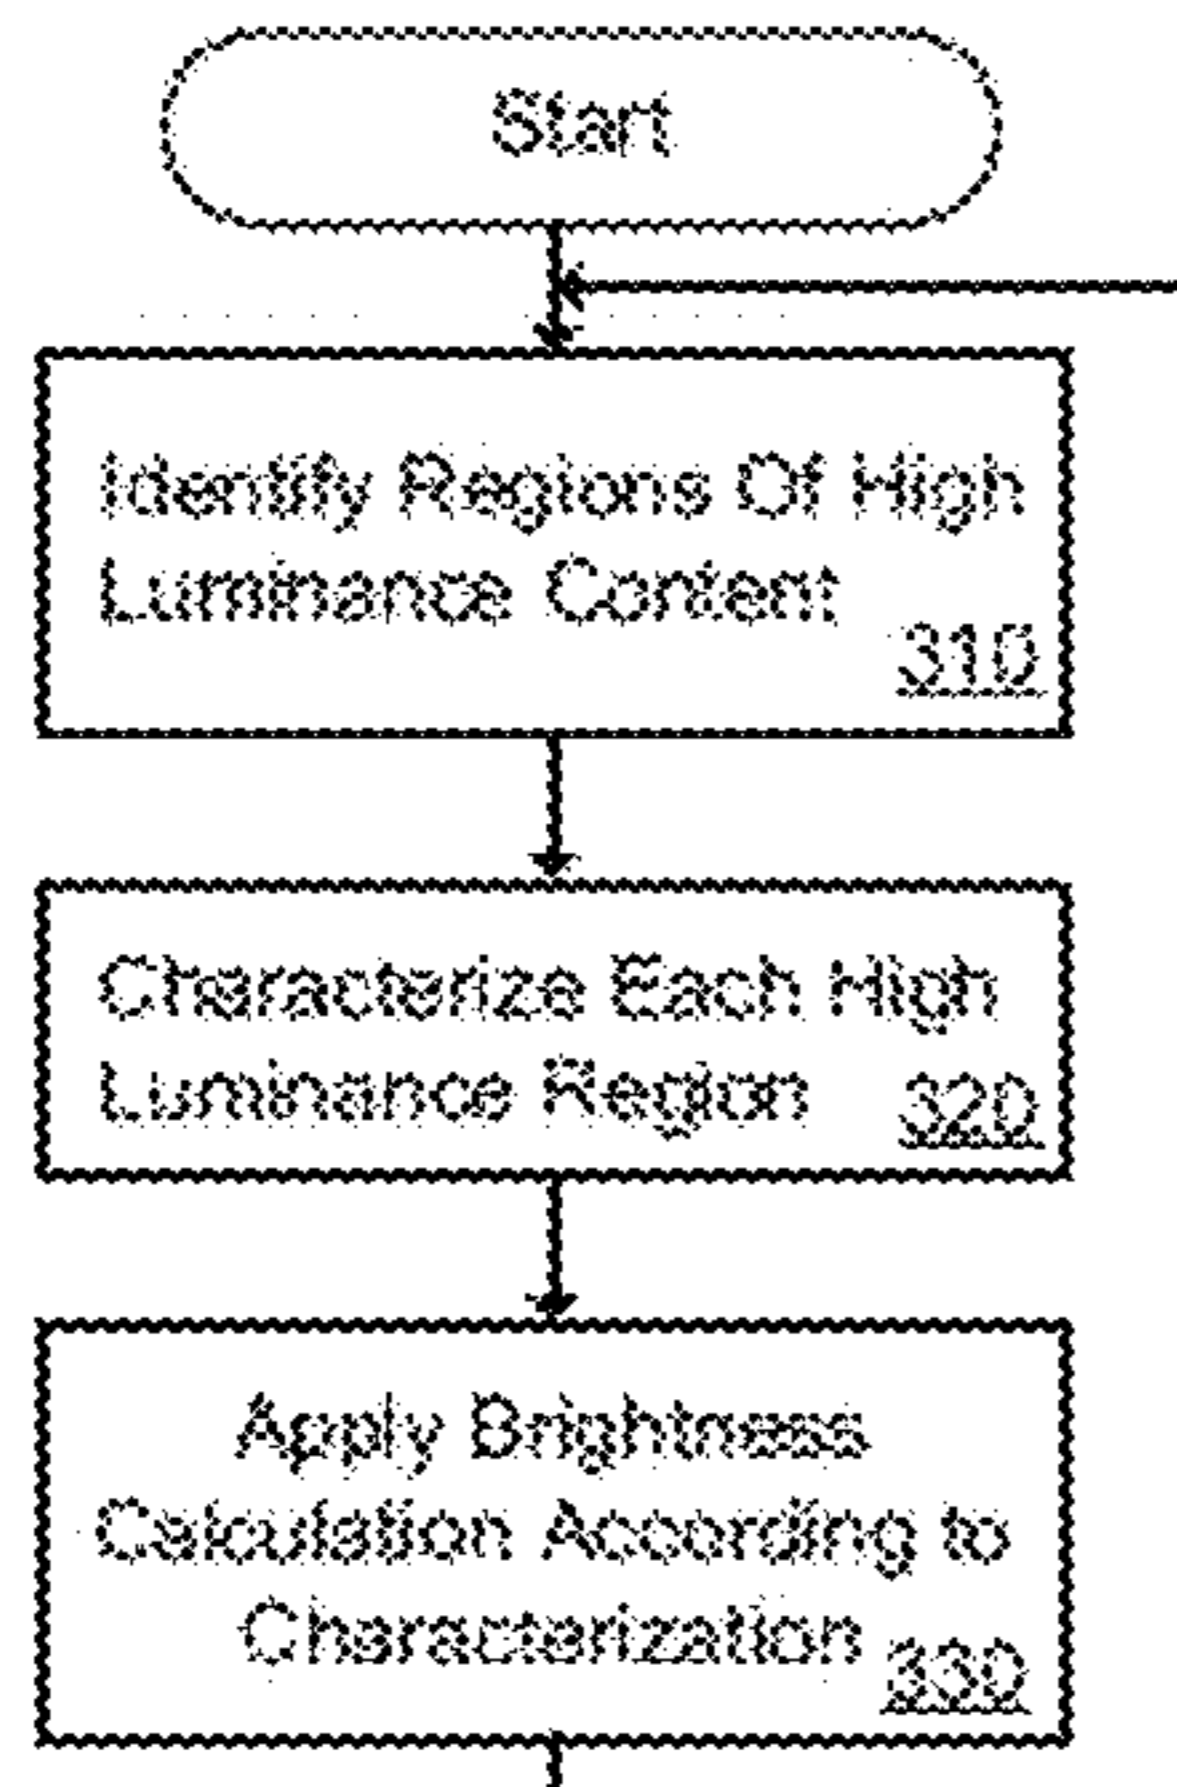 Start
Identify Regions Of High
Luminance Content
310
Characterize Each High
Luminance Region
320
Apply Brightness
Calculation According to
Characterization
330